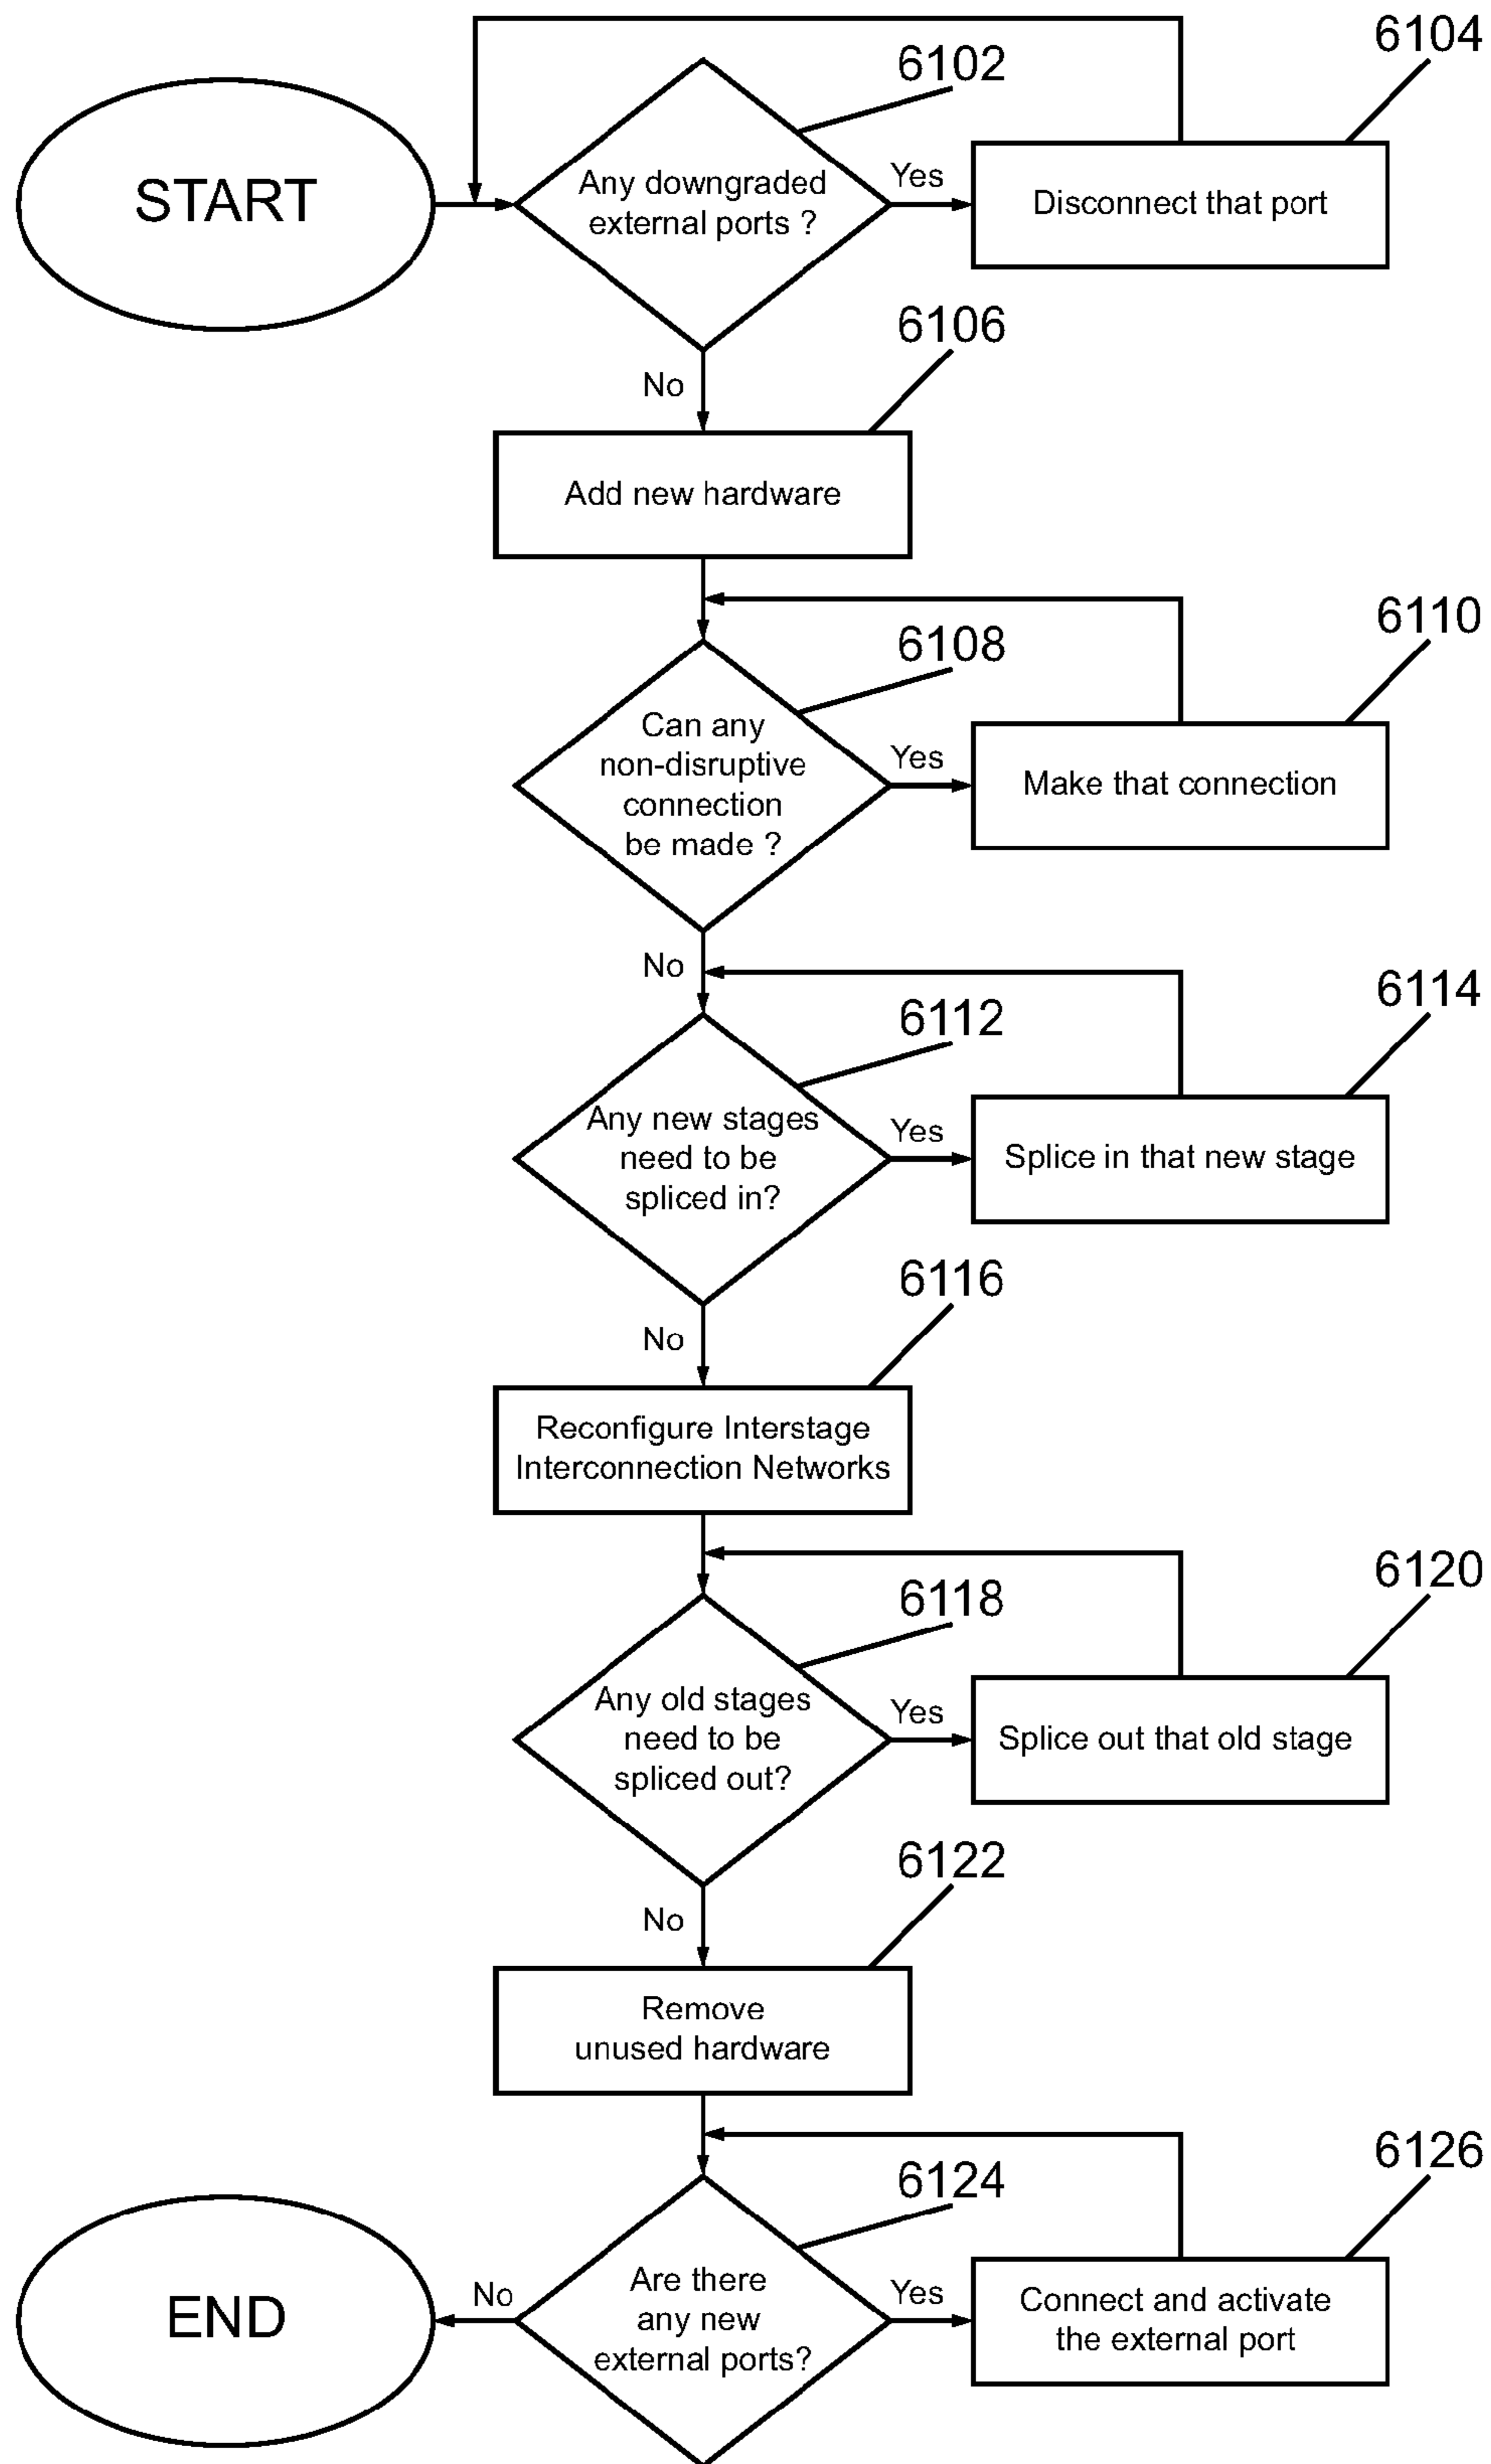 6104
6102
START
Any downgraded
external ports ?
Yes
Disconnect that port
6106
No
Add new hardware
6110
6108
Can any
non-disruptive
connection
be made ?
Yes
Make that connection
No
6114
6112
Any new stages
need to be
spliced in?
Yes
Splice in that new stage
6116
No
Reconfigure Interstage
Interconnection Networks
6120
6118
Any old stages
need to be
spliced out?
Yes
Splice out that old stage
6122
No
Remove
unused hardware
6126
6124
END
No
Are there
any new
external ports?
Yes
Connect and activate
the external port